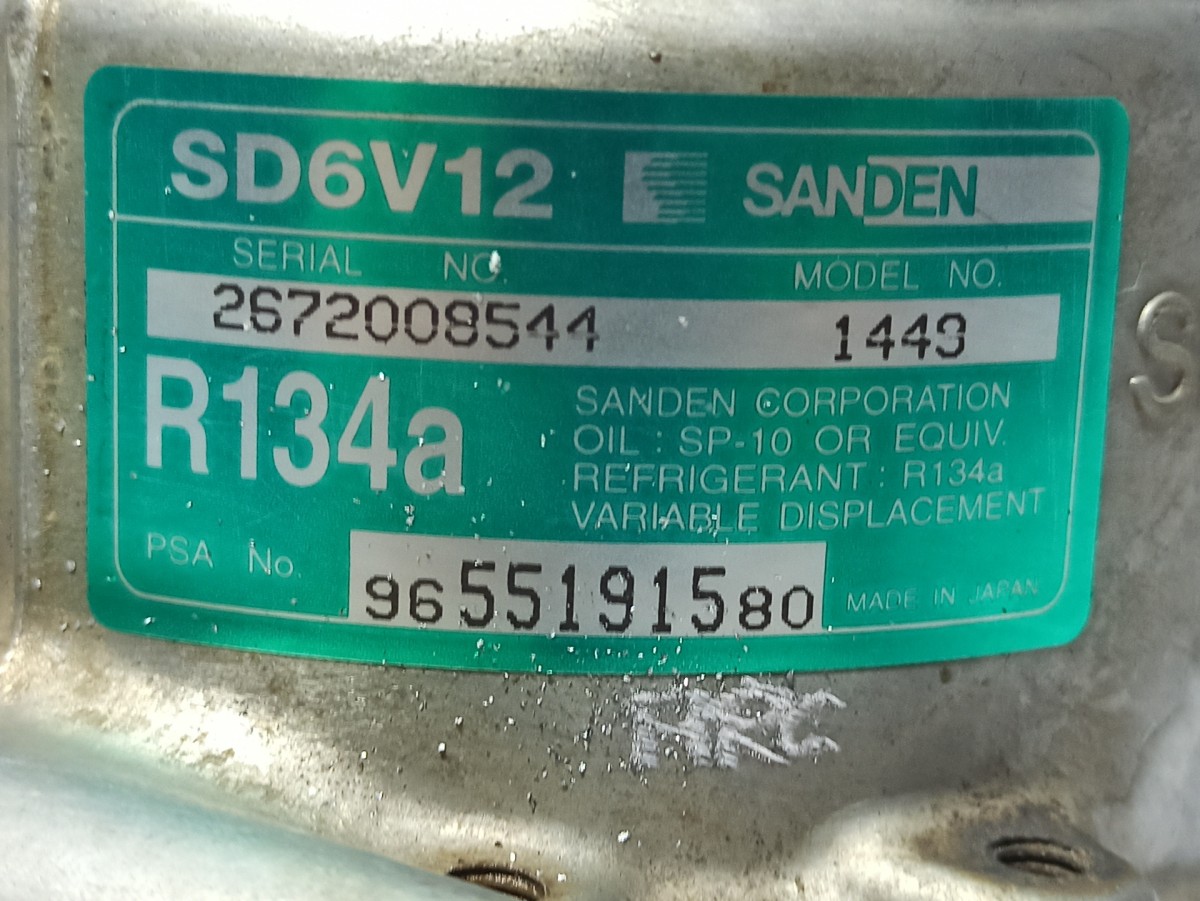 SD6V12 SANDEN
SERIAL NO. MODEL NO.
2672008544 1449
R134a
SANDEN CORPORATION
OIL : SP-10 OR EQUIV.
REFRIGERANT : R134a
VARIABLE DISPLACEMENT
PSA No. 9655191580
MADE IN JAPAN
S